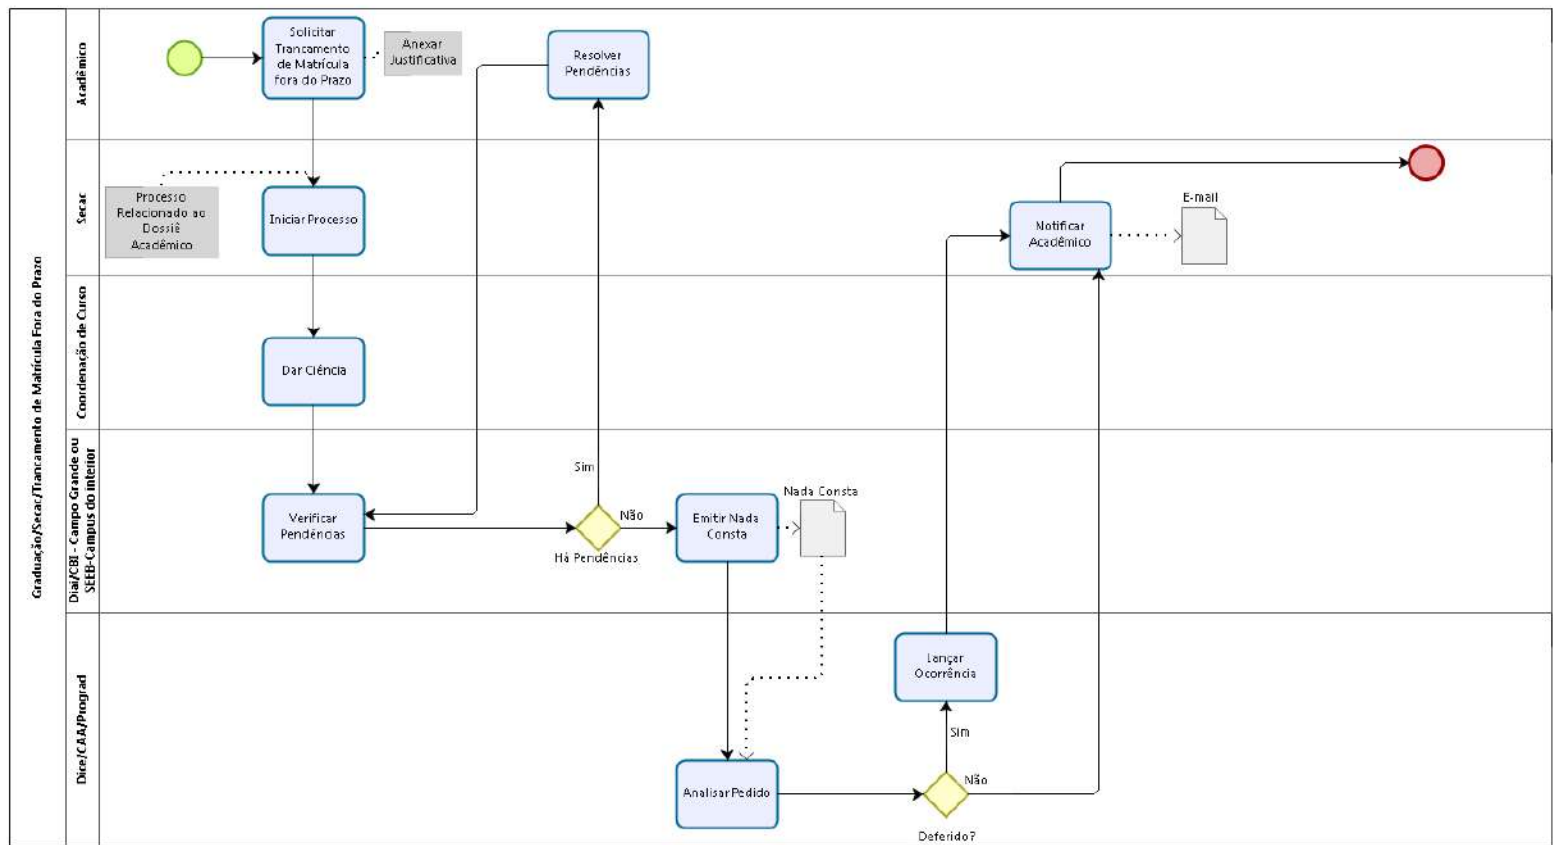 Graduação/Secac/Trancamento de Matrícula Fora do Prazo
Acadêmico
Solicitar
Trancamento
de Matrícula
fora do Prazo
Anexar
Justificativa
Resolver
Pendências
Secac
Processo
Relacionado ao
Dossiê
Acadêmico
Iniciar Processo
Notificar
Acadêmico
E-mail
Coordenação de Curso
Dar Ciência
Diai/CBI - Campo Grande ou
SEEB-Campus do interior
Verificar
Pendências
Sim
Não
Há Pendências
Emitir Nada
Consta
Nada Consta
Dice/CAA/Prograd
Lançar
Ocorrência
Sim
Analisar Pedido
Não
Deferido?